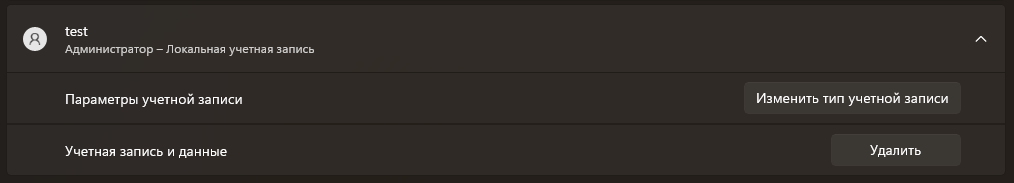 test
Администратор – Локальная учетная запись
Параметры учетной записи
Изменить тип учетной записи
Учетная запись и данные
Удалить